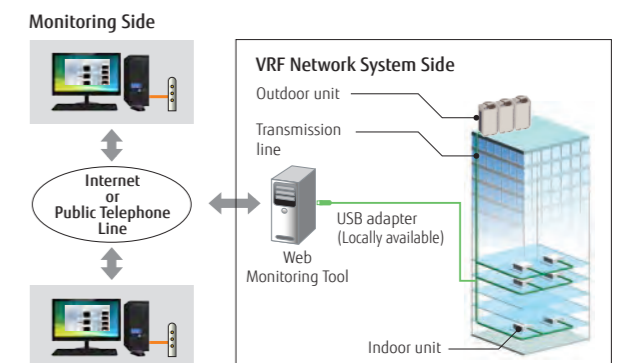 Monitoring Side
VRF Network System Side
Outdoor unit
Transmission
line
Internet
or
Public Telephone
Line
USB adapter
(Locally available)
Web
Monitoring Tool
Indoor unit